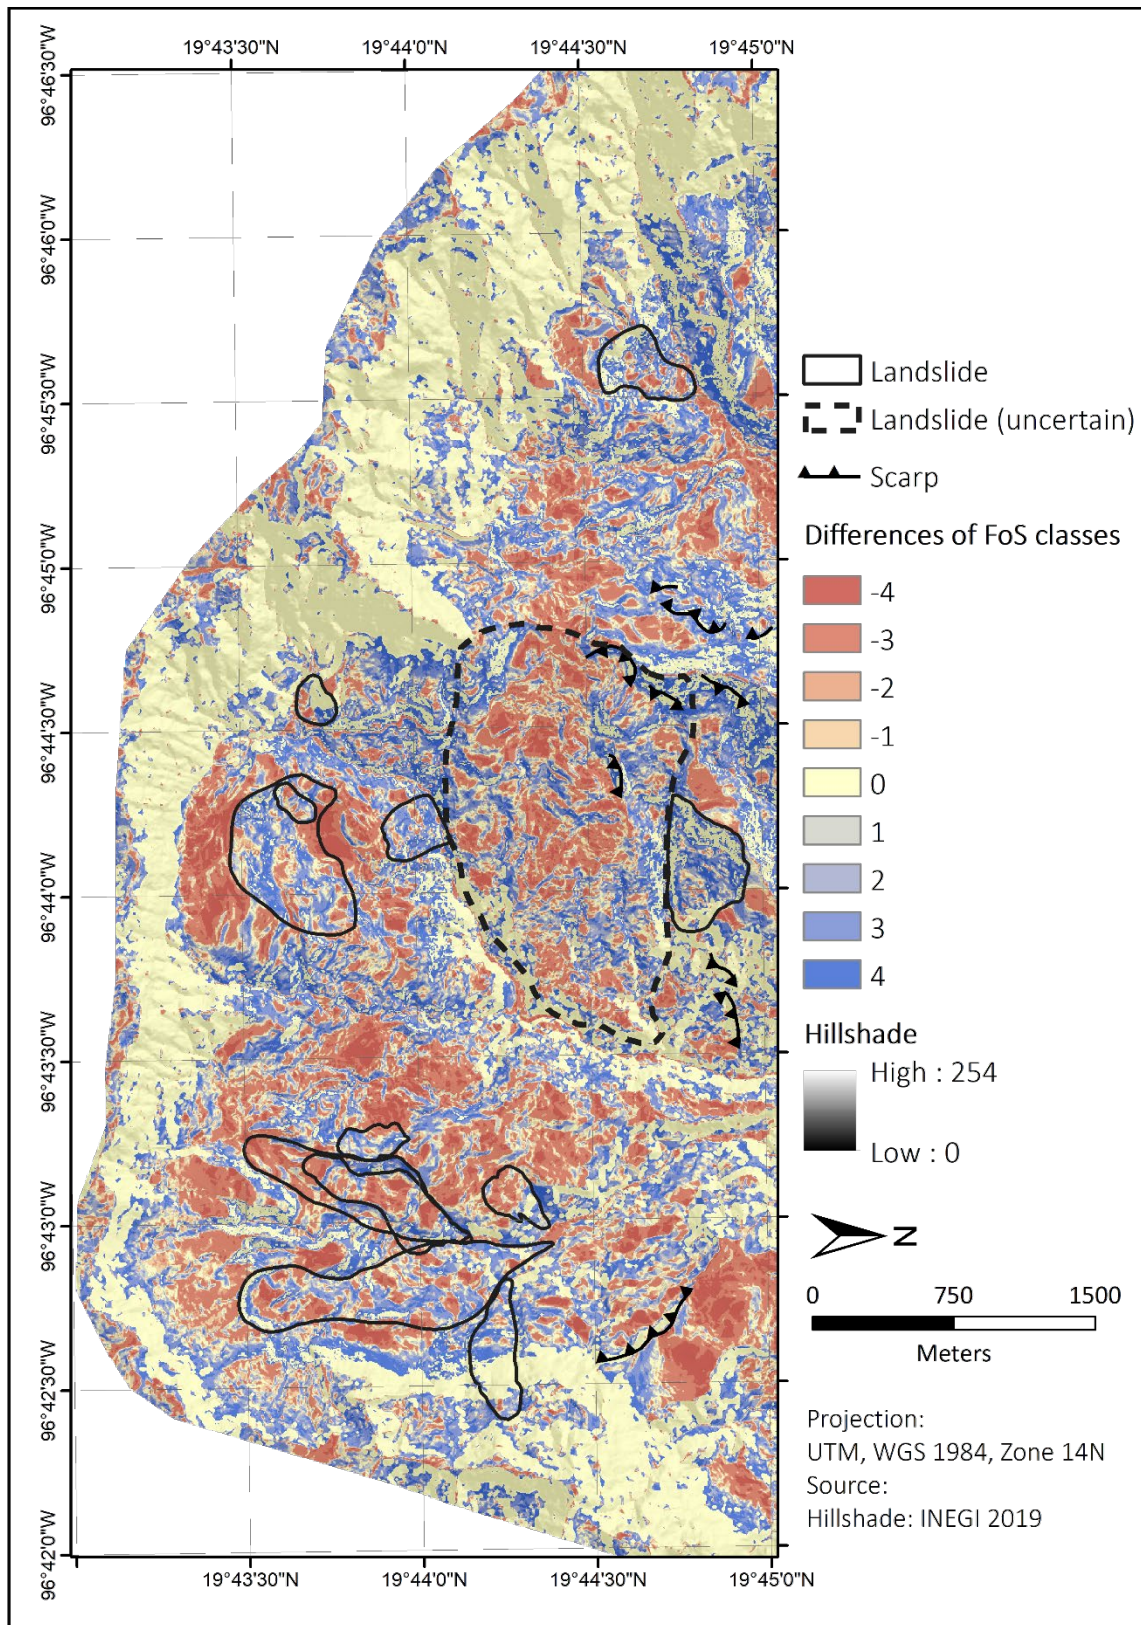 19°43'30"N 19°44'0"N 19°44'30"N 19°45'0"N
96°46'30"W
96°46'0"W
96°45'30"W
96°45'0"W
96°44'30"W
96°44'0"W
96°43'30"W
96°43'0"W
96°42'30"W
96°42'0"W
19°43'30"N 19°44'0"N 19°44'30"N 19°45'0"N
Landslide
Landslide (uncertain)
Scarp
Differences of FoS classes
-4
-3
-2
-1
0
1
2
3
4
Hillshade
High : 254
Low : 0
N
0 750 1500
Meters
Projection:
UTM, WGS 1984, Zone 14N
Source:
Hillshade: INEGI 2019